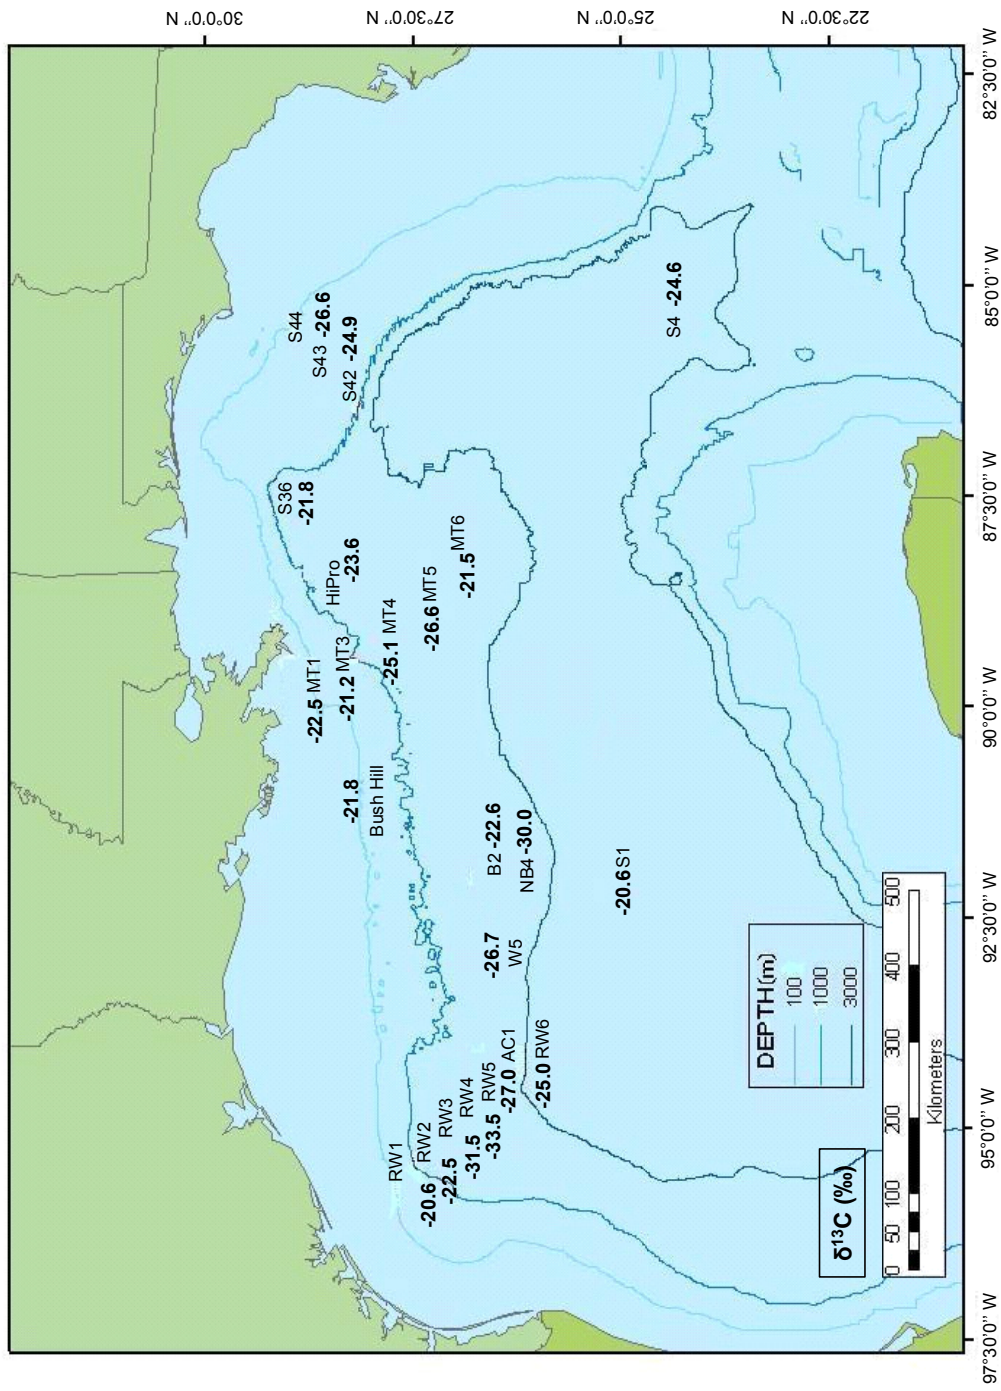 30°0'0" N
S44
S36
-21.8
-22.5 MT1
S43 -26.6
HiPro
-23.6
-21.2 MT3
S42 -24.9
-21.8
Bush Hill
-25.1 MT4
RW1
27°30'0" N
RW2
-20.6
-26.6 MT5
RW3
-22.5
MT6
-21.5
RW4
-31.5
RW5
-33.5
-26.7
W5
B2 -22.6
-27.0 AC1
NB4 -30.0
-25.0 RW6
25°0'0" N
-20.6 S1
S4 -24.6
DEPTH(m)
100
1000
3000
22°30'0" N
δ13C (‰)
0 50 100 200 300 400 500
Kilometers
97°30'0" W 95°0'0" W 92°30'0" W 90°0'0" W 87°30'0" W 85°0'0" W 82°30'0" W